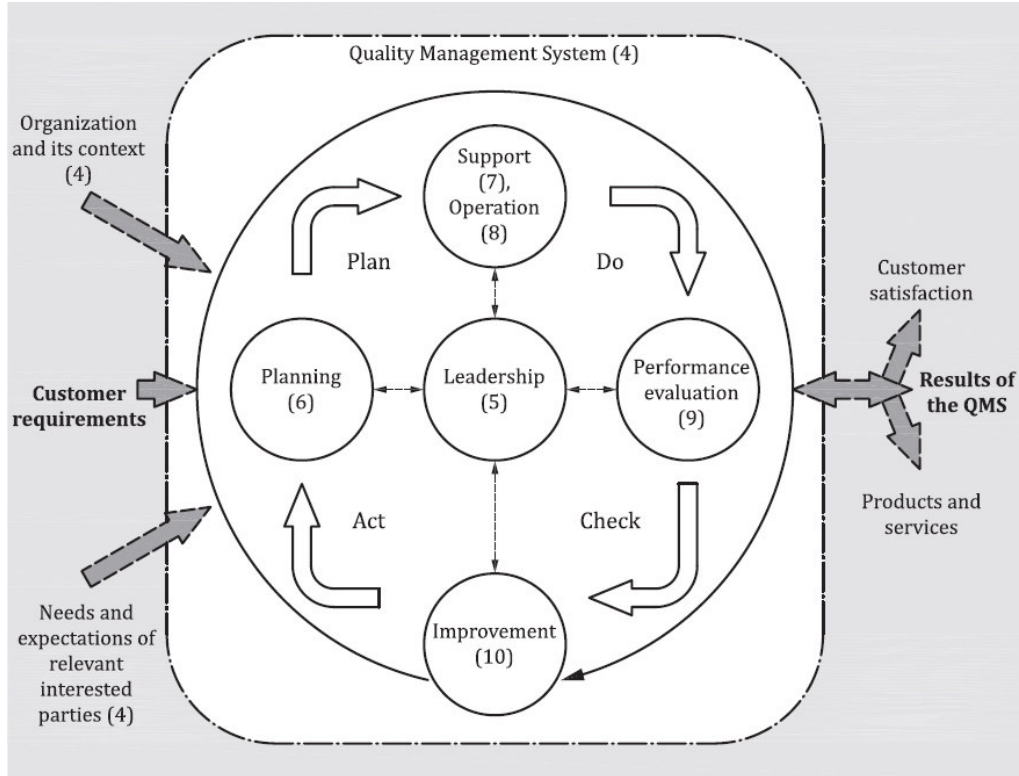 Quality Management System (4)
Organization
and its context
(4)
Support
(7),
Operation
(8)
Plan
Do
Customer
satisfaction
Customer
requirements
Planning
(6)
Leadership
(5)
Performance
evaluation
(9)
Results of
the QMS
Act
Check
Products and
services
Needs and
expectations of
relevant
interested
parties (4)
Improvement
(10)